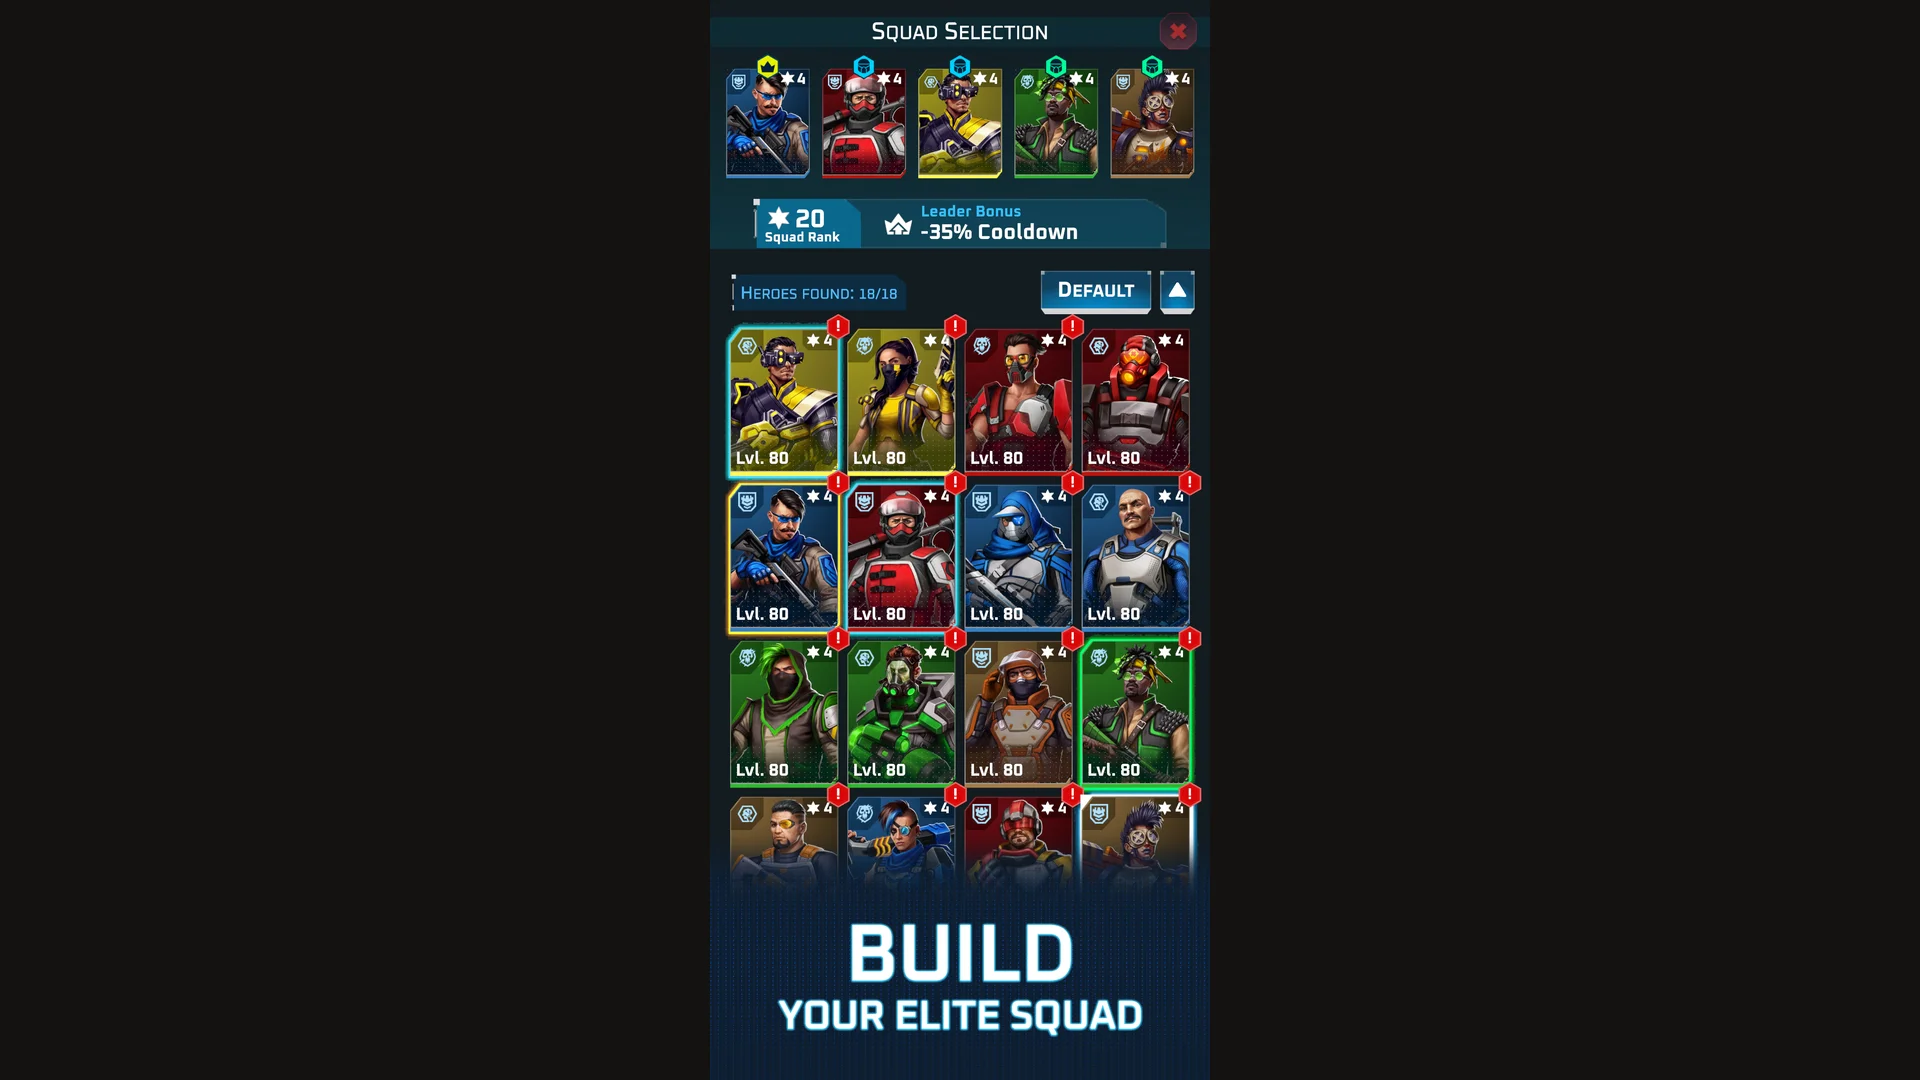 SQUAD SELECTION
4 4 4 4 4
20
Squad Rank
Leader Bonus
-35% Cooldown
HEROES FOUND: 18/18
DEFAULT
4 4 4 4
Lvl. 80 Lvl. 80 Lvl. 80 Lvl. 80
4 4 4 4
Lvl. 80 Lvl. 80 Lvl. 80 Lvl. 80
4 4 4 4
Lvl. 80 Lvl. 80 Lvl. 80 Lvl. 80
4 4 4 4
BUILD
YOUR ELITE SQUAD